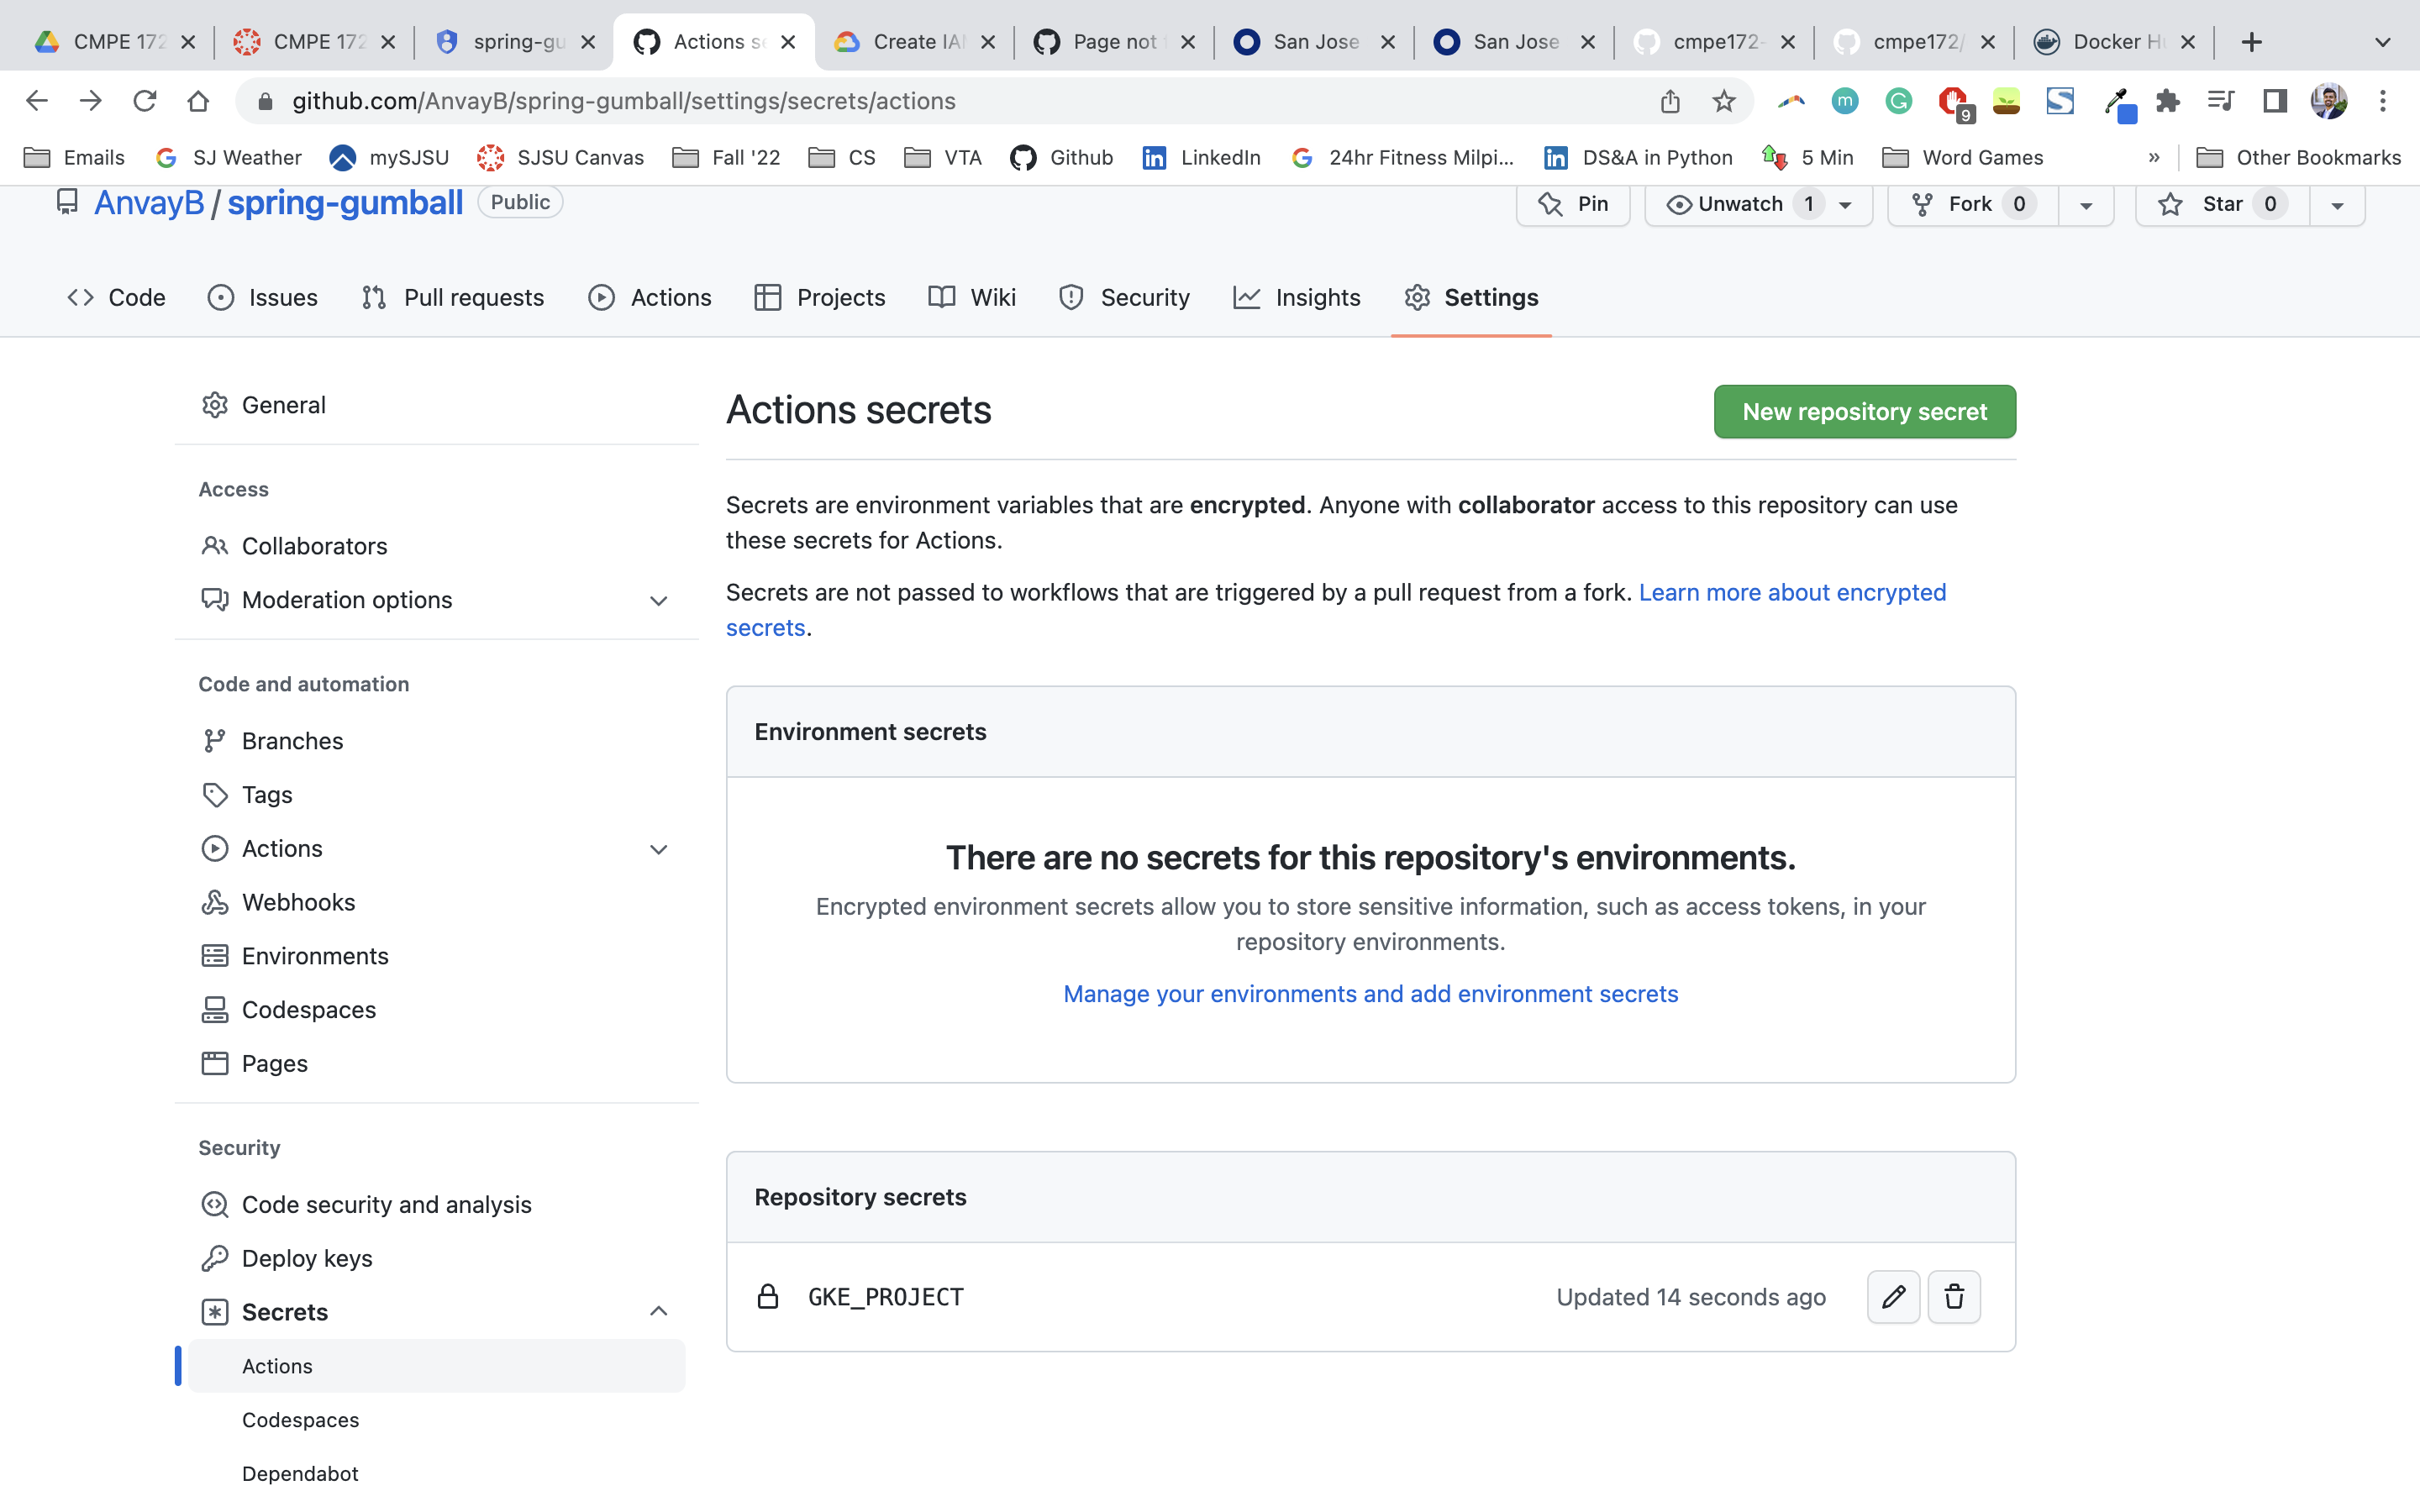 CMPE 172
CMPE 172
spring-gu
Actions se
Create IAM
Page not f
San Jose
San Jose
cmpe172-
cmpe172/
Docker Hu
github.com/AnvayB/spring-gumball/settings/secrets/actions
m
9
Emails
SJ Weather
mySJSU
SJSU Canvas
Fall '22
CS
VTA
Github
LinkedIn
24hr Fitness Milpi...
DS&A in Python
5 Min
Word Games
»
Other Bookmarks
AnvayB / spring-gumball Public
Pin
Unwatch 1
Fork 0
Star 0
Code
Issues
Pull requests
Actions
Projects
Wiki
Security
Insights
Settings
General
Access
Collaborators
Moderation options
Code and automation
Branches
Tags
Actions
Webhooks
Environments
Codespaces
Pages
Security
Code security and analysis
Deploy keys
Secrets
Actions
Codespaces
Dependabot
Actions secrets
New repository secret
Secrets are environment variables that are encrypted. Anyone with collaborator access to this repository can use
these secrets for Actions.
Secrets are not passed to workflows that are triggered by a pull request from a fork. Learn more about encrypted
secrets.
Environment secrets
There are no secrets for this repository's environments.
Encrypted environment secrets allow you to store sensitive information, such as access tokens, in your
repository environments.
Manage your environments and add environment secrets
Repository secrets
GKE_PROJECT
Updated 14 seconds ago